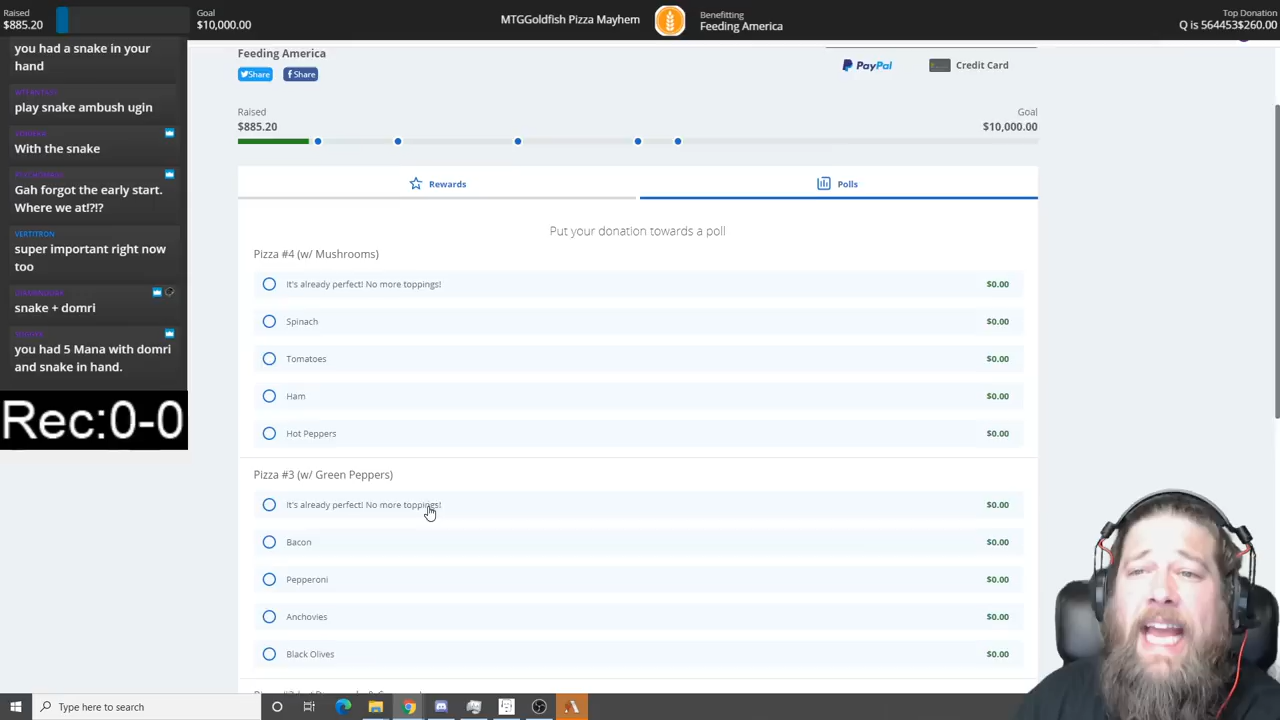 Raised
$885.20
Goal
$10,000.00
MTGGoldfish Pizza Mayhem
Benefitting
Feeding America
Top Donation
Q is 564453$260.00
you had a snake in your
hand
play snake ambush ugin
With the snake
Gah forgot the early start.
Where we at!?!?
VERTITRON
super important right now
too
snake + domri
you had 5 Mana with domri
and snake in hand.
Rec:0-0
Feeding America
Share
Share
PayPal
Credit Card
Raised
$885.20
Goal
$10,000.00
Rewards
Polls
Put your donation towards a poll
Pizza #4 (w/ Mushrooms)
It's already perfect! No more toppings! $0.00
Spinach $0.00
Tomatoes $0.00
Ham $0.00
Hot Peppers $0.00
Pizza #3 (w/ Green Peppers)
It's already perfect! No more toppings! $0.00
Bacon $0.00
Pepperoni $0.00
Anchovies $0.00
Black Olives $0.00
Type here to search